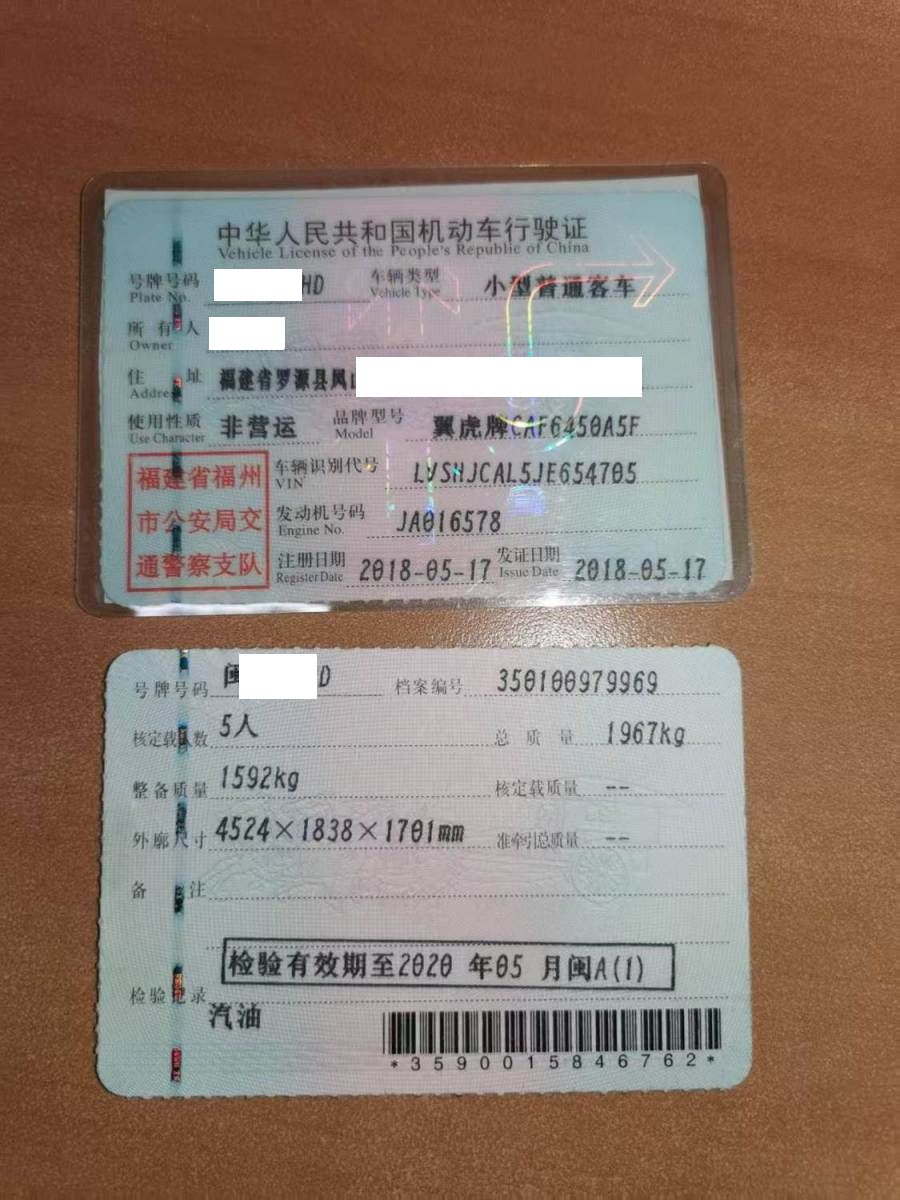 中华人民共和国机动车行驶证
Vehicle License of the People's Republic of China
号牌号码 HD 车辆类型 小型普通客车
Plate No. Vehicle Type
所有人
Owner
住址 福建省罗源县凤
Address
使用性质 非营运 品牌型号 翼虎牌CAF6450A5F
Use Character Model
福建省福州
市公安局交
通警察支队
车辆识别代号 LVSHJCAL5JE654705
VIN
发动机号码 JA016578
Engine No.
注册日期 2018-05-17 发证日期 2018-05-17
Register Date Issue Date
号牌号码 闽 D 档案编号 350100979969
核定载人数 5人 总质量 1967kg
整备质量 1592kg 核定载质量 --
外廓尺寸 4524×1838×1701mm 准牵引总质量 --
备注
检验有效期至2020 年05 月闽A(1)
检验记录
汽油
*3590015846762*